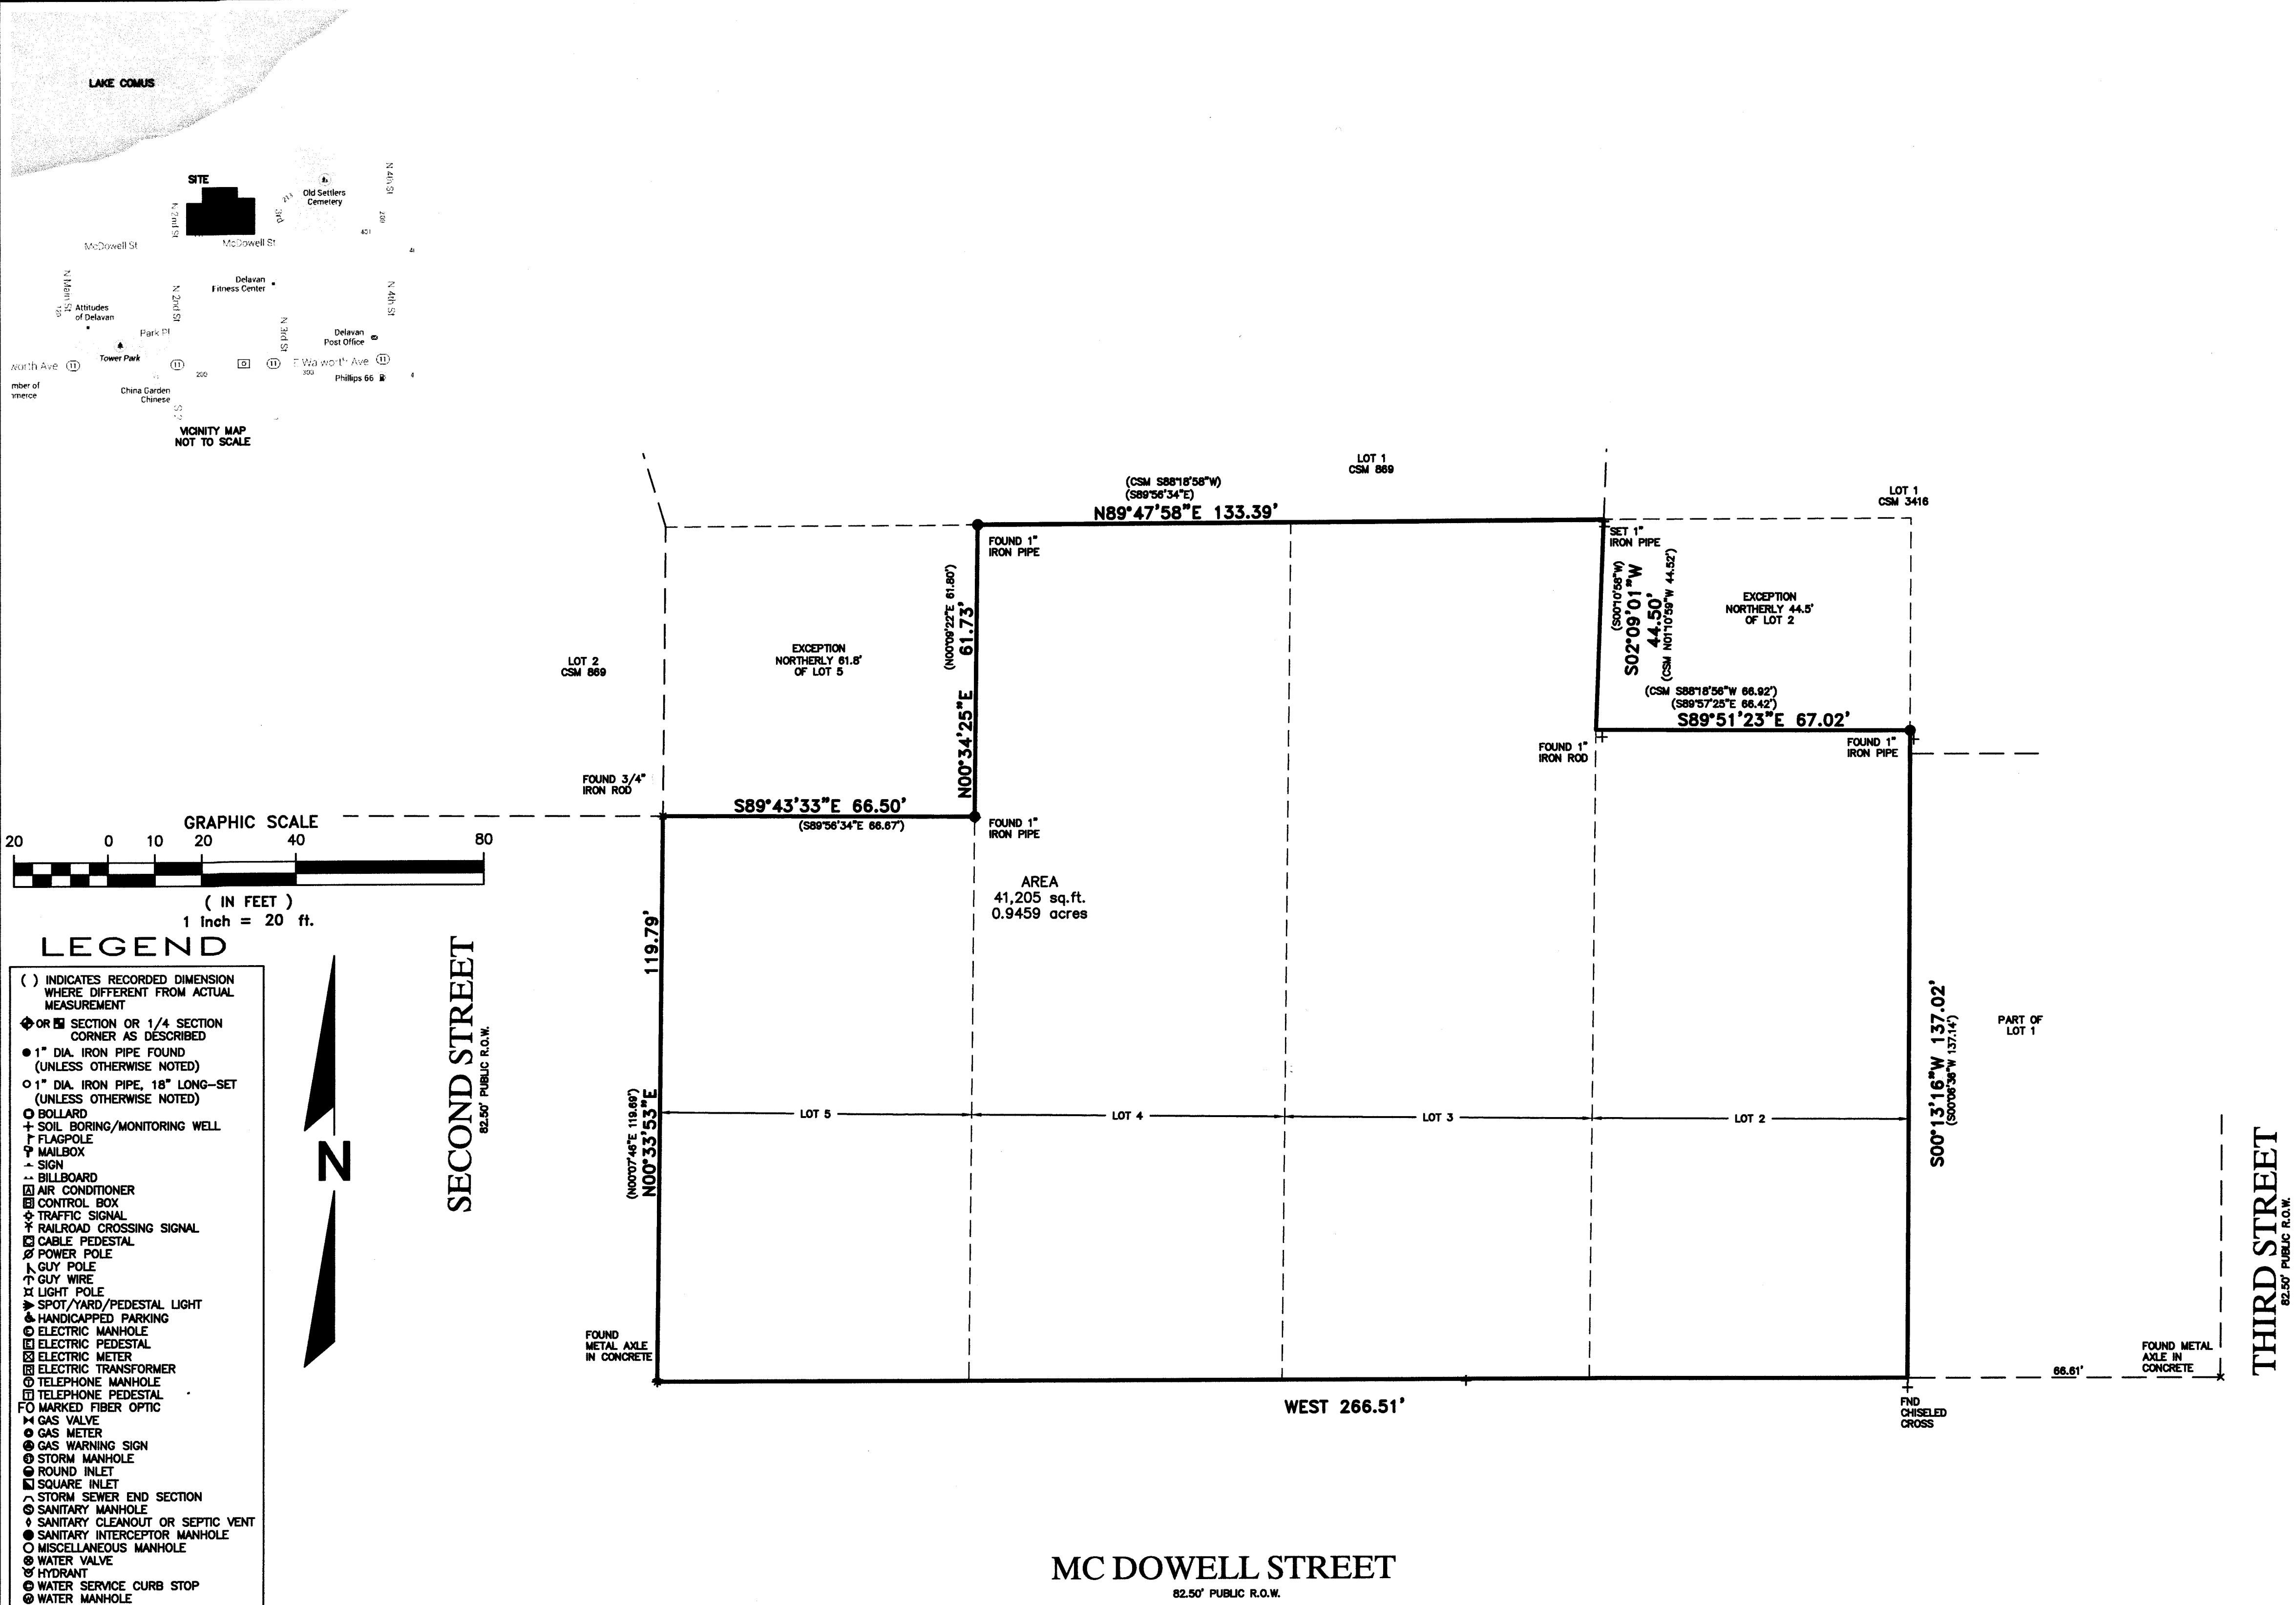 LAKE COMUS
SITE
N 4th St
Old Settlers
Cemetery
211
3rd
200
401
N 2nd St
McDowell St
McDowell St
N Main St
Attitudes
of Delavan
N 2nd St
Delavan
Fitness Center
N 4th St
N 3rd St
Park Pl
Tower Park
Delavan
Post Office
worth Ave
11
11
11
E Walworth Ave
11
200
300
Phillips 66
mber of
merce
China Garden
Chinese
VICINITY MAP
NOT TO SCALE
LOT 1
CSM 869
(CSM S88°18'58"W)
(S89°56'34"E)
N89°47'58"E 133.39'
LOT 1
CSM 3416
FOUND 1"
IRON PIPE
SET 1"
IRON PIPE
(N00°09'22"E 61.80')
61.73'
N00°34'25"E
(S00°10'58"W)
S02°09'01"W
44.50'
(CSM N01°10'59"W 44.52')
EXCEPTION
NORTHERLY 44.5'
OF LOT 2
EXCEPTION
NORTHERLY 61.8'
OF LOT 5
LOT 2
CSM 869
(CSM S88°18'56"W 66.92')
(S89°57'25"E 66.42')
S89°51'23"E 67.02'
FOUND 1"
IRON ROD
FOUND 1"
IRON PIPE
FOUND 3/4"
IRON ROD
S89°43'33"E 66.50'
(S89°56'34"E 66.67')
FOUND 1"
IRON PIPE
GRAPHIC SCALE
20 0 10 20 40 80
( IN FEET )
1 inch = 20 ft.
AREA
41,205 sq.ft.
0.9459 acres
119.79'
(N00°07'46"E 119.69')
N00°33'53"E
SECOND STREET
82.50' PUBLIC R.O.W.
N
LOT 5
LOT 4
LOT 3
LOT 2
S00°13'16"W 137.02'
(S00°06'36"W 137.14')
PART OF
LOT 1
THIRD STREET
82.50' PUBLIC R.O.W.
FOUND
METAL AXLE
IN CONCRETE
WEST 266.51'
66.61'
FOUND METAL
AXLE IN
CONCRETE
FND
CHISELED
CROSS
MC DOWELL STREET
82.50' PUBLIC R.O.W.
LEGEND
( ) INDICATES RECORDED DIMENSION
WHERE DIFFERENT FROM ACTUAL
MEASUREMENT
OR SECTION OR 1/4 SECTION
CORNER AS DESCRIBED
1" DIA. IRON PIPE FOUND
(UNLESS OTHERWISE NOTED)
1" DIA. IRON PIPE, 18" LONG-SET
(UNLESS OTHERWISE NOTED)
BOLLARD
SOIL BORING/MONITORING WELL
FLAGPOLE
MAILBOX
SIGN
BILLBOARD
A AIR CONDITIONER
B CONTROL BOX
TRAFFIC SIGNAL
RAILROAD CROSSING SIGNAL
C CABLE PEDESTAL
POWER POLE
GUY POLE
GUY WIRE
LIGHT POLE
SPOT/YARD/PEDESTAL LIGHT
HANDICAPPED PARKING
E ELECTRIC MANHOLE
E ELECTRIC PEDESTAL
ELECTRIC METER
R ELECTRIC TRANSFORMER
T TELEPHONE MANHOLE
T TELEPHONE PEDESTAL
FO MARKED FIBER OPTIC
GAS VALVE
GAS METER
GAS WARNING SIGN
STORM MANHOLE
ROUND INLET
SQUARE INLET
STORM SEWER END SECTION
S SANITARY MANHOLE
SANITARY CLEANOUT OR SEPTIC VENT
SANITARY INTERCEPTOR MANHOLE
MISCELLANEOUS MANHOLE
WATER VALVE
HYDRANT
WATER SERVICE CURB STOP
W WATER MANHOLE